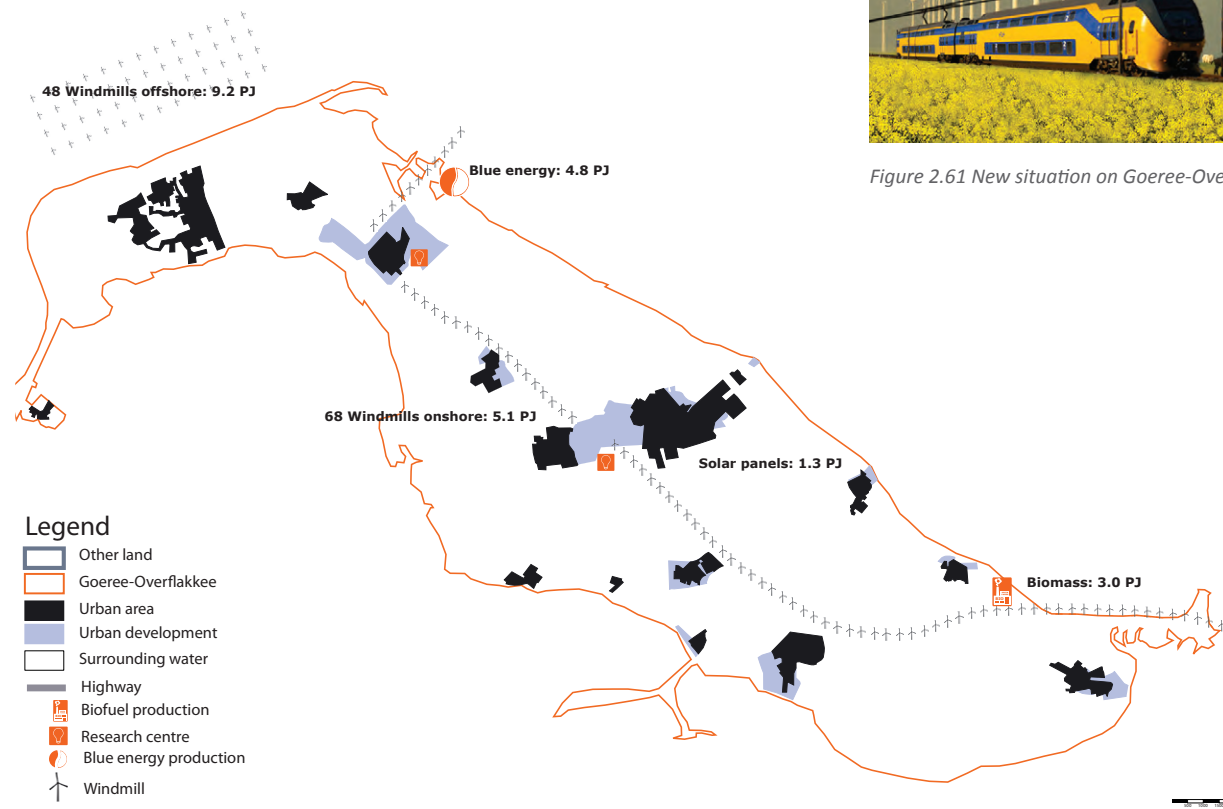 48 Windmills offshore: 9.2 PJ
Blue energy: 4.8 PJ
Figure 2.61 New situation on Goeree-Ove
68 Windmills onshore: 5.1 PJ
Solar panels: 1.3 PJ
Biomass: 3.0 PJ
Legend
Other land
Goeree-Overflakkee
Urban area
Urban development
Surrounding water
Highway
Biofuel production
Research centre
Blue energy production
Windmill